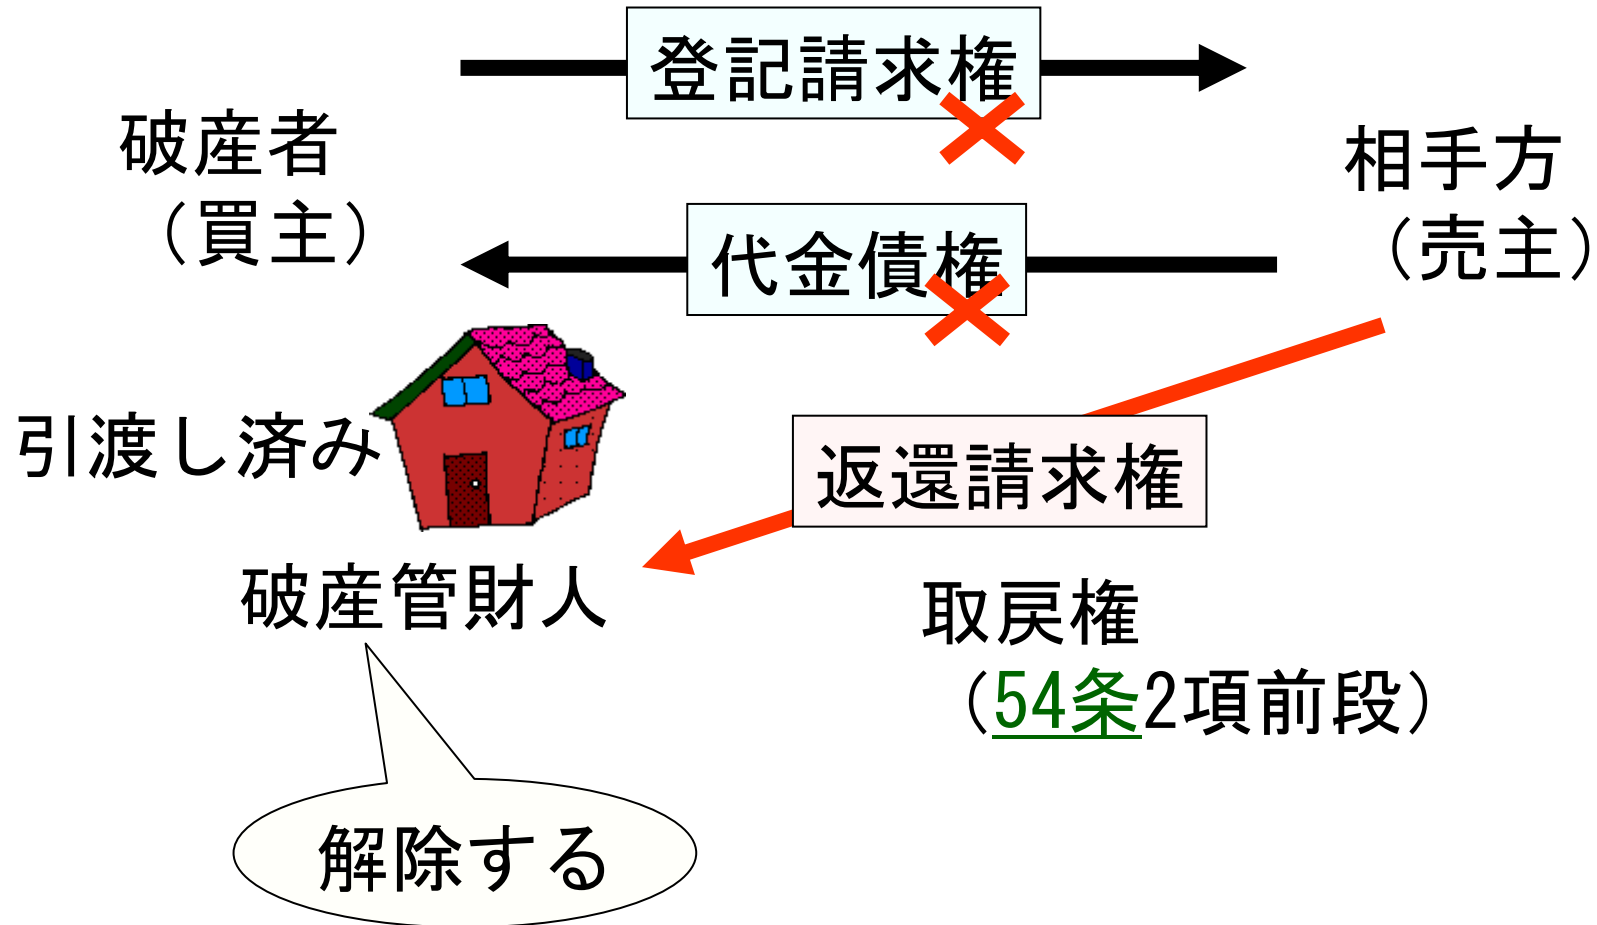 登記請求権
破産者
（買主）
相手方
（売主）
代金債権
引渡し済み
返還請求権
破産管財人
取戻権
（54条2項前段）
解除する